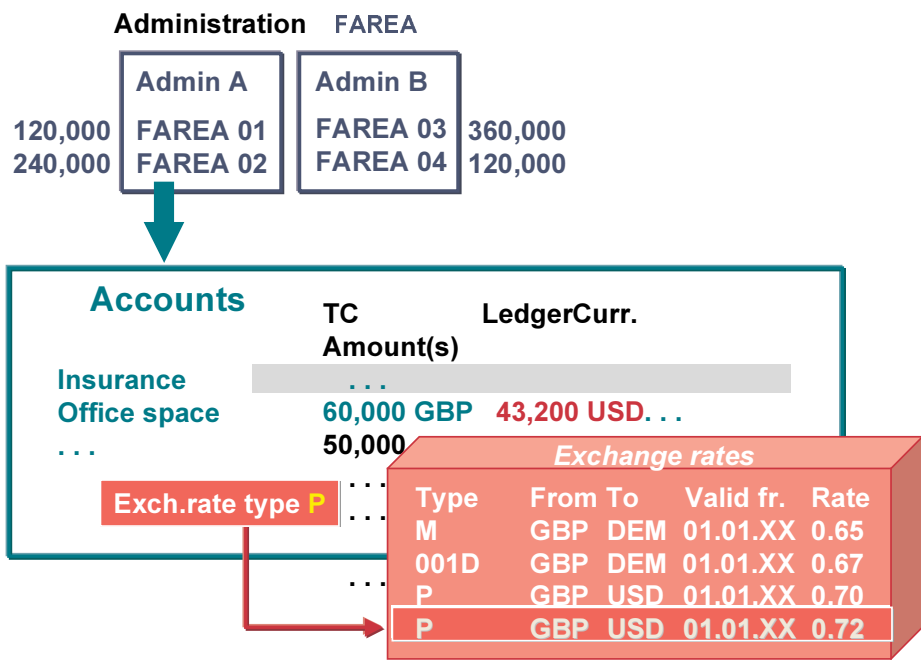 Administration FAREA
Admin A Admin B
120,000 FAREA 01 FAREA 03 360,000
240,000 FAREA 02 FAREA 04 120,000
Accounts
TC LedgerCurr.
Amount(s)
Insurance . . .
Office space 60,000 GBP 43,200 USD. . .
. . . 50,000
. . .
Exch.rate type P . . .
. . .
Exchange rates
Type From To Valid fr. Rate
M GBP DEM 01.01.XX 0.65
001D GBP DEM 01.01.XX 0.67
P GBP USD 01.01.XX 0.70
P GBP USD 01.01.XX 0.72